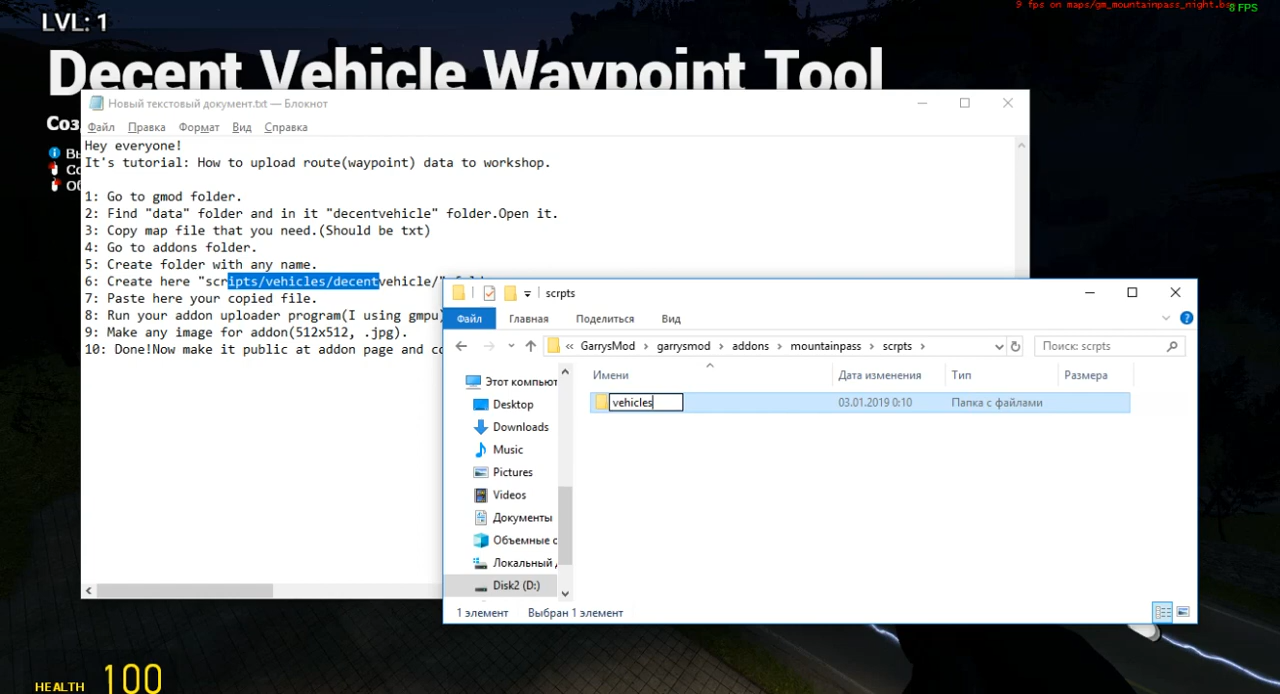 9 fps on maps/gm_mountainpass_night.bs
8 FPS
LVL: 1
Decent Vehicle Waypoint Tool
Соз
Вы
Со
Об
Новый текстовый документ.txt — Блокнот
Файл Правка Формат Вид Справка
Hey everyone!
It's tutorial: How to upload route(waypoint) data to workshop.
1: Go to gmod folder.
2: Find "data" folder and in it "decentvehicle" folder.Open it.
3: Copy map file that you need.(Should be txt)
4: Go to addons folder.
5: Create folder with any name.
6: Create here "scripts/vehicles/decentvehicle/"
7: Paste here your copied file.
8: Run your addon uploader program(I using gmpu)
9: Make any image for addon(512x512, .jpg).
10: Done!Now make it public at addon page and co
scrpts
Файл Главная Поделиться Вид
« GarrysMod › garrysmod › addons › mountainpass › scrpts ›
Поиск: scrpts
Имени Дата изменения Тип Размера
vehicles 03.01.2019 0:10 Папка с файлами
Этот компьют
Desktop
Downloads
Music
Pictures
Videos
Документы
Объемные о
Локальный д
Disk2 (D:)
1 элемент Выбран 1 элемент
HEALTH 100